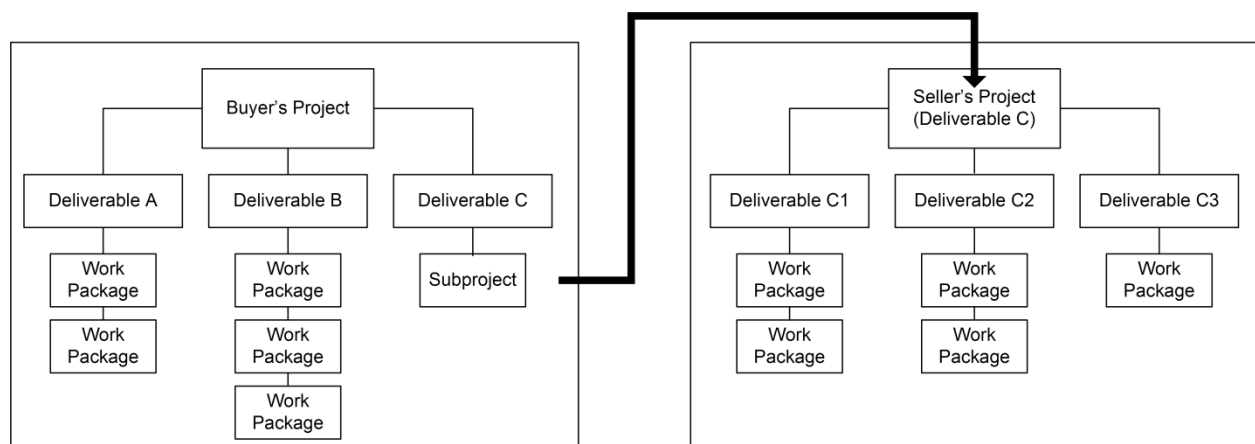 Buyer's Project
Deliverable A
Deliverable B
Deliverable C
Work
Package
Work
Package
Work
Package
Work
Package
Work
Package
Subproject
Seller's Project
(Deliverable C)
Deliverable C1
Deliverable C2
Deliverable C3
Work
Package
Work
Package
Work
Package
Work
Package
Work
Package